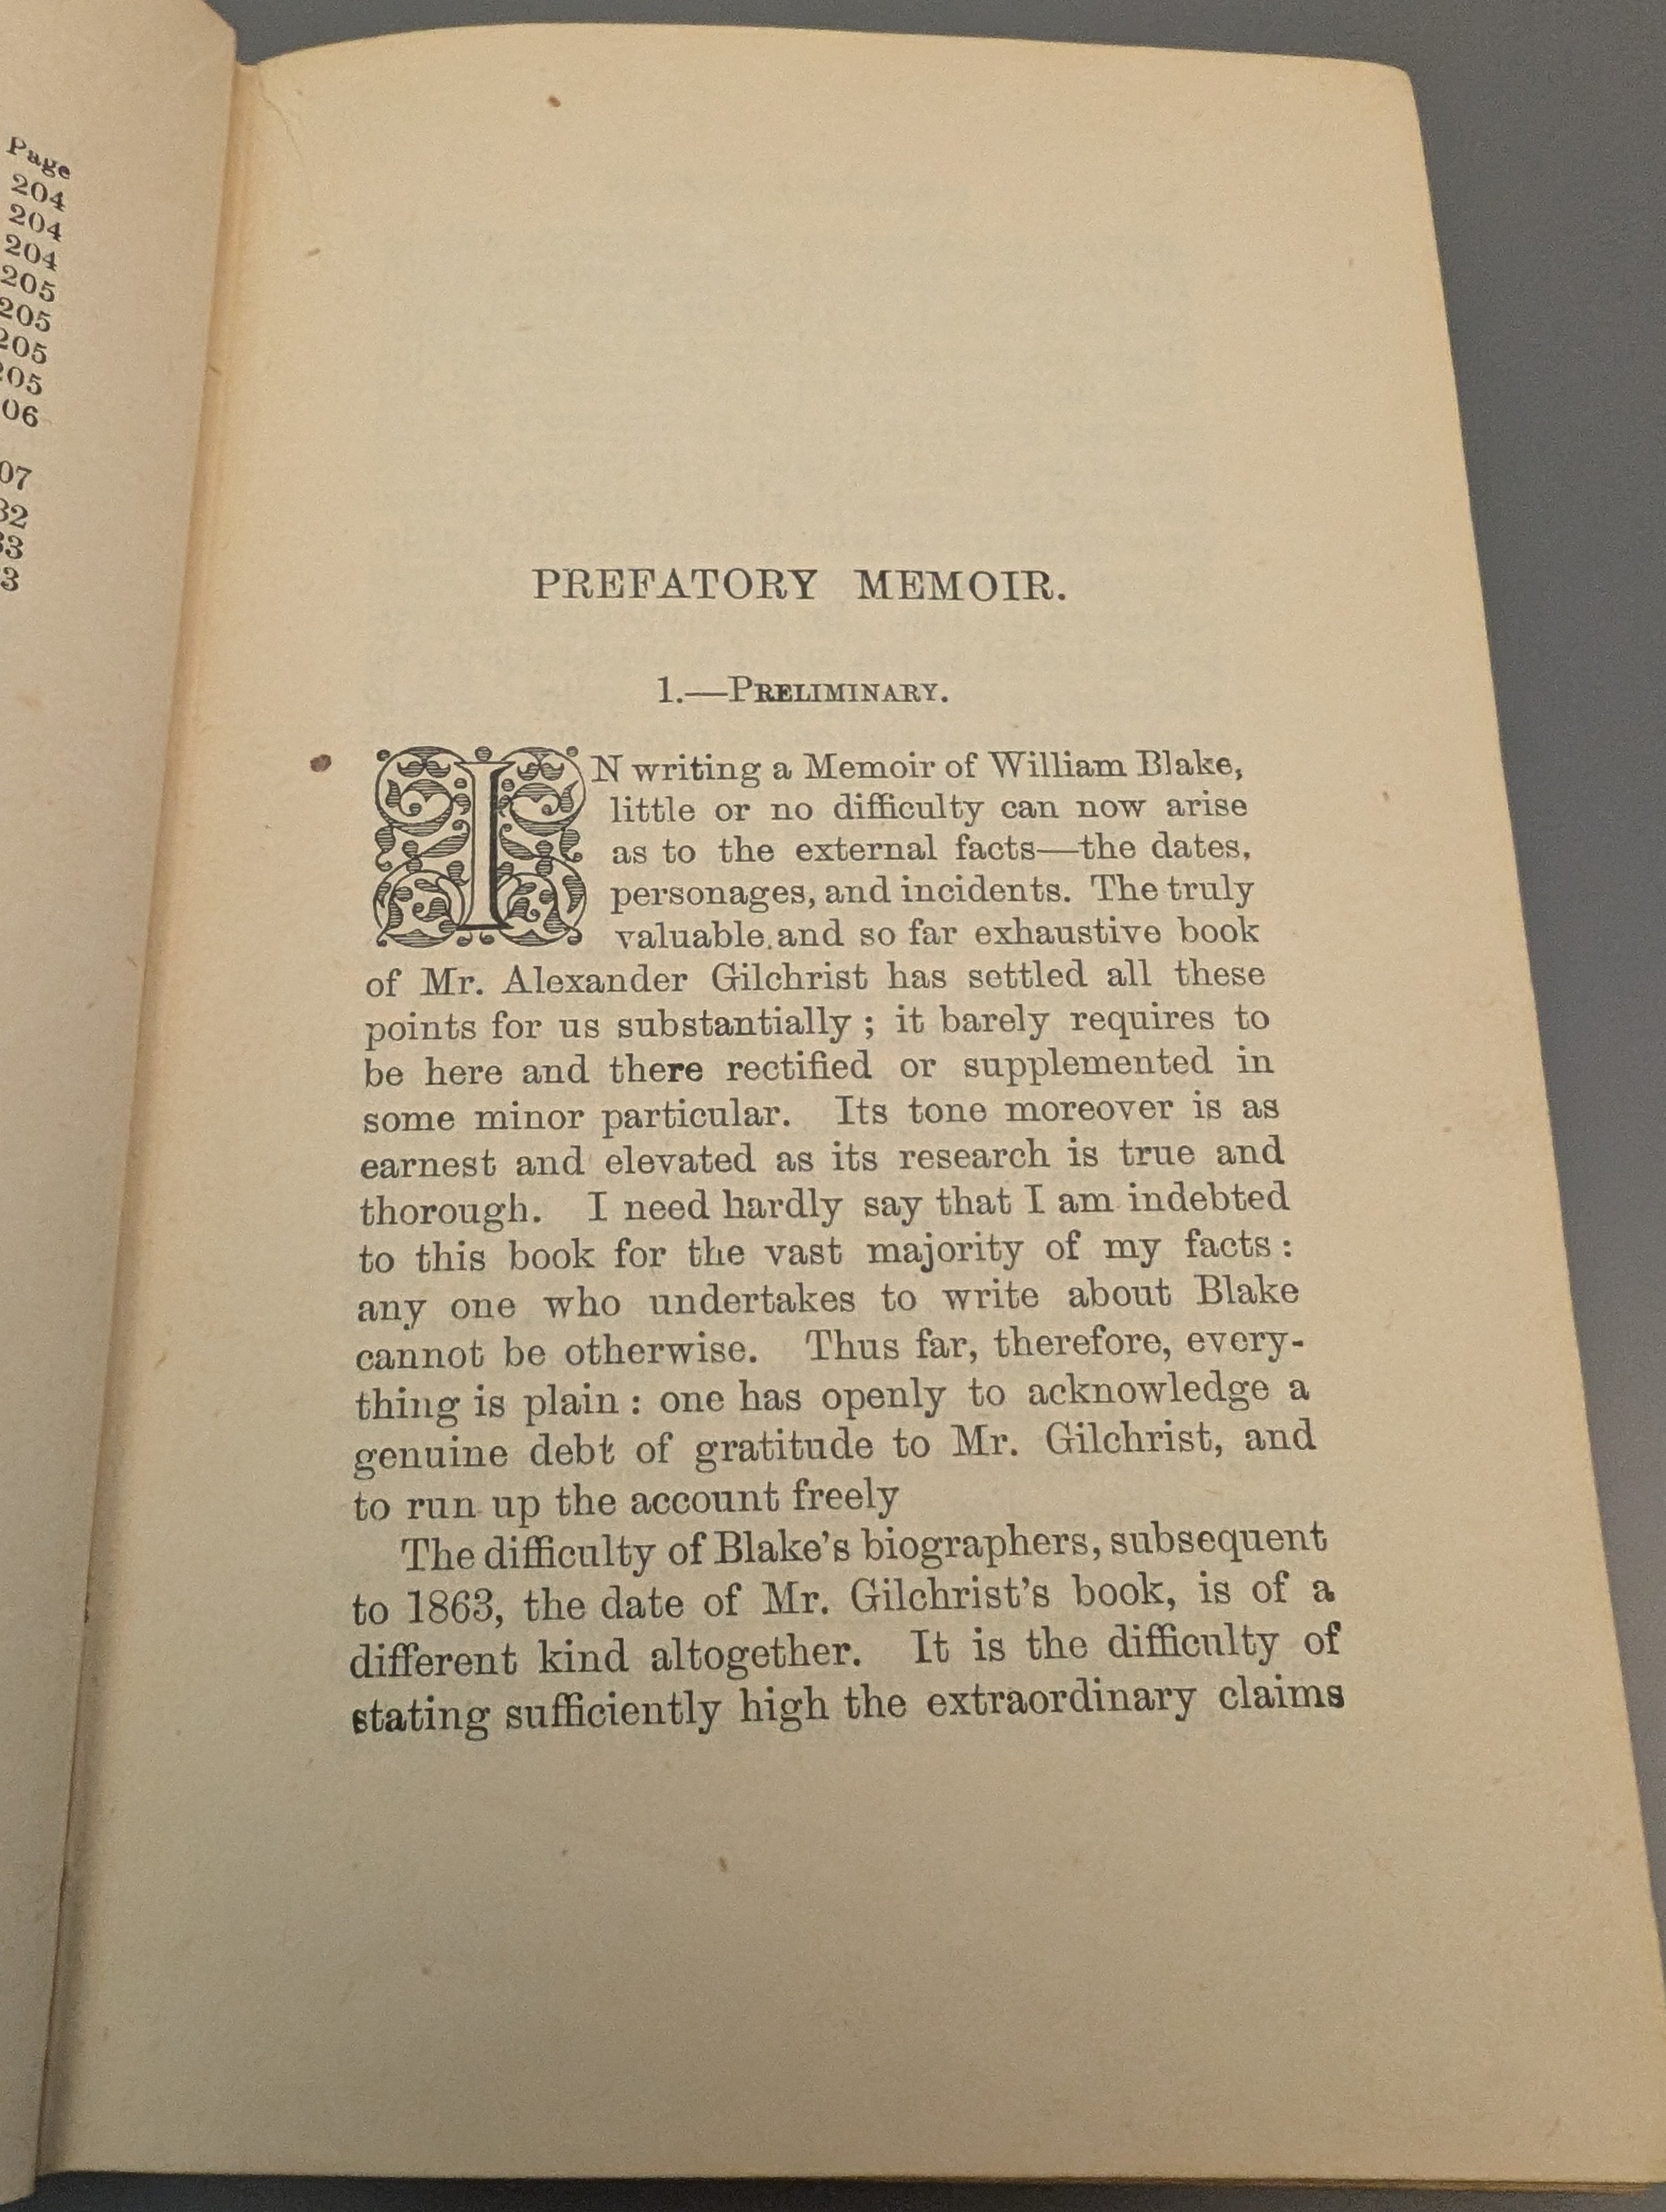 Page
204
204
204
205
205
205
205
06
07
32
33
3
PREFATORY MEMOIR.
1.—PRELIMINARY.
IN writing a Memoir of William Blake,
little or no difficulty can now arise
as to the external facts—the dates,
personages, and incidents. The truly
valuable and so far exhaustive book
of Mr. Alexander Gilchrist has settled all these
points for us substantially ; it barely requires to
be here and there rectified or supplemented in
some minor particular. Its tone moreover is as
earnest and elevated as its research is true and
thorough. I need hardly say that I am indebted
to this book for the vast majority of my facts :
any one who undertakes to write about Blake
cannot be otherwise. Thus far, therefore, every-
thing is plain : one has openly to acknowledge a
genuine debt of gratitude to Mr. Gilchrist, and
to run up the account freely
The difficulty of Blake's biographers, subsequent
to 1863, the date of Mr. Gilchrist's book, is of a
different kind altogether. It is the difficulty of
stating sufficiently high the extraordinary claims